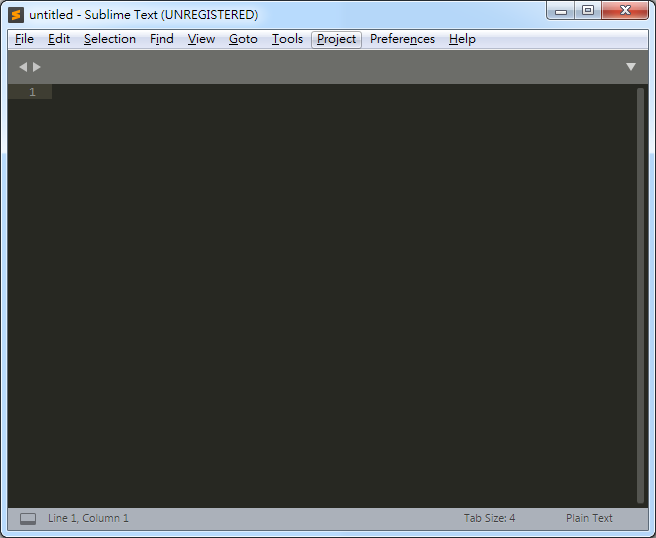 untitled - Sublime Text (UNREGISTERED)
File Edit Selection Find View Goto Tools Project Preferences Help
1
Line 1, Column 1 Tab Size: 4 Plain Text